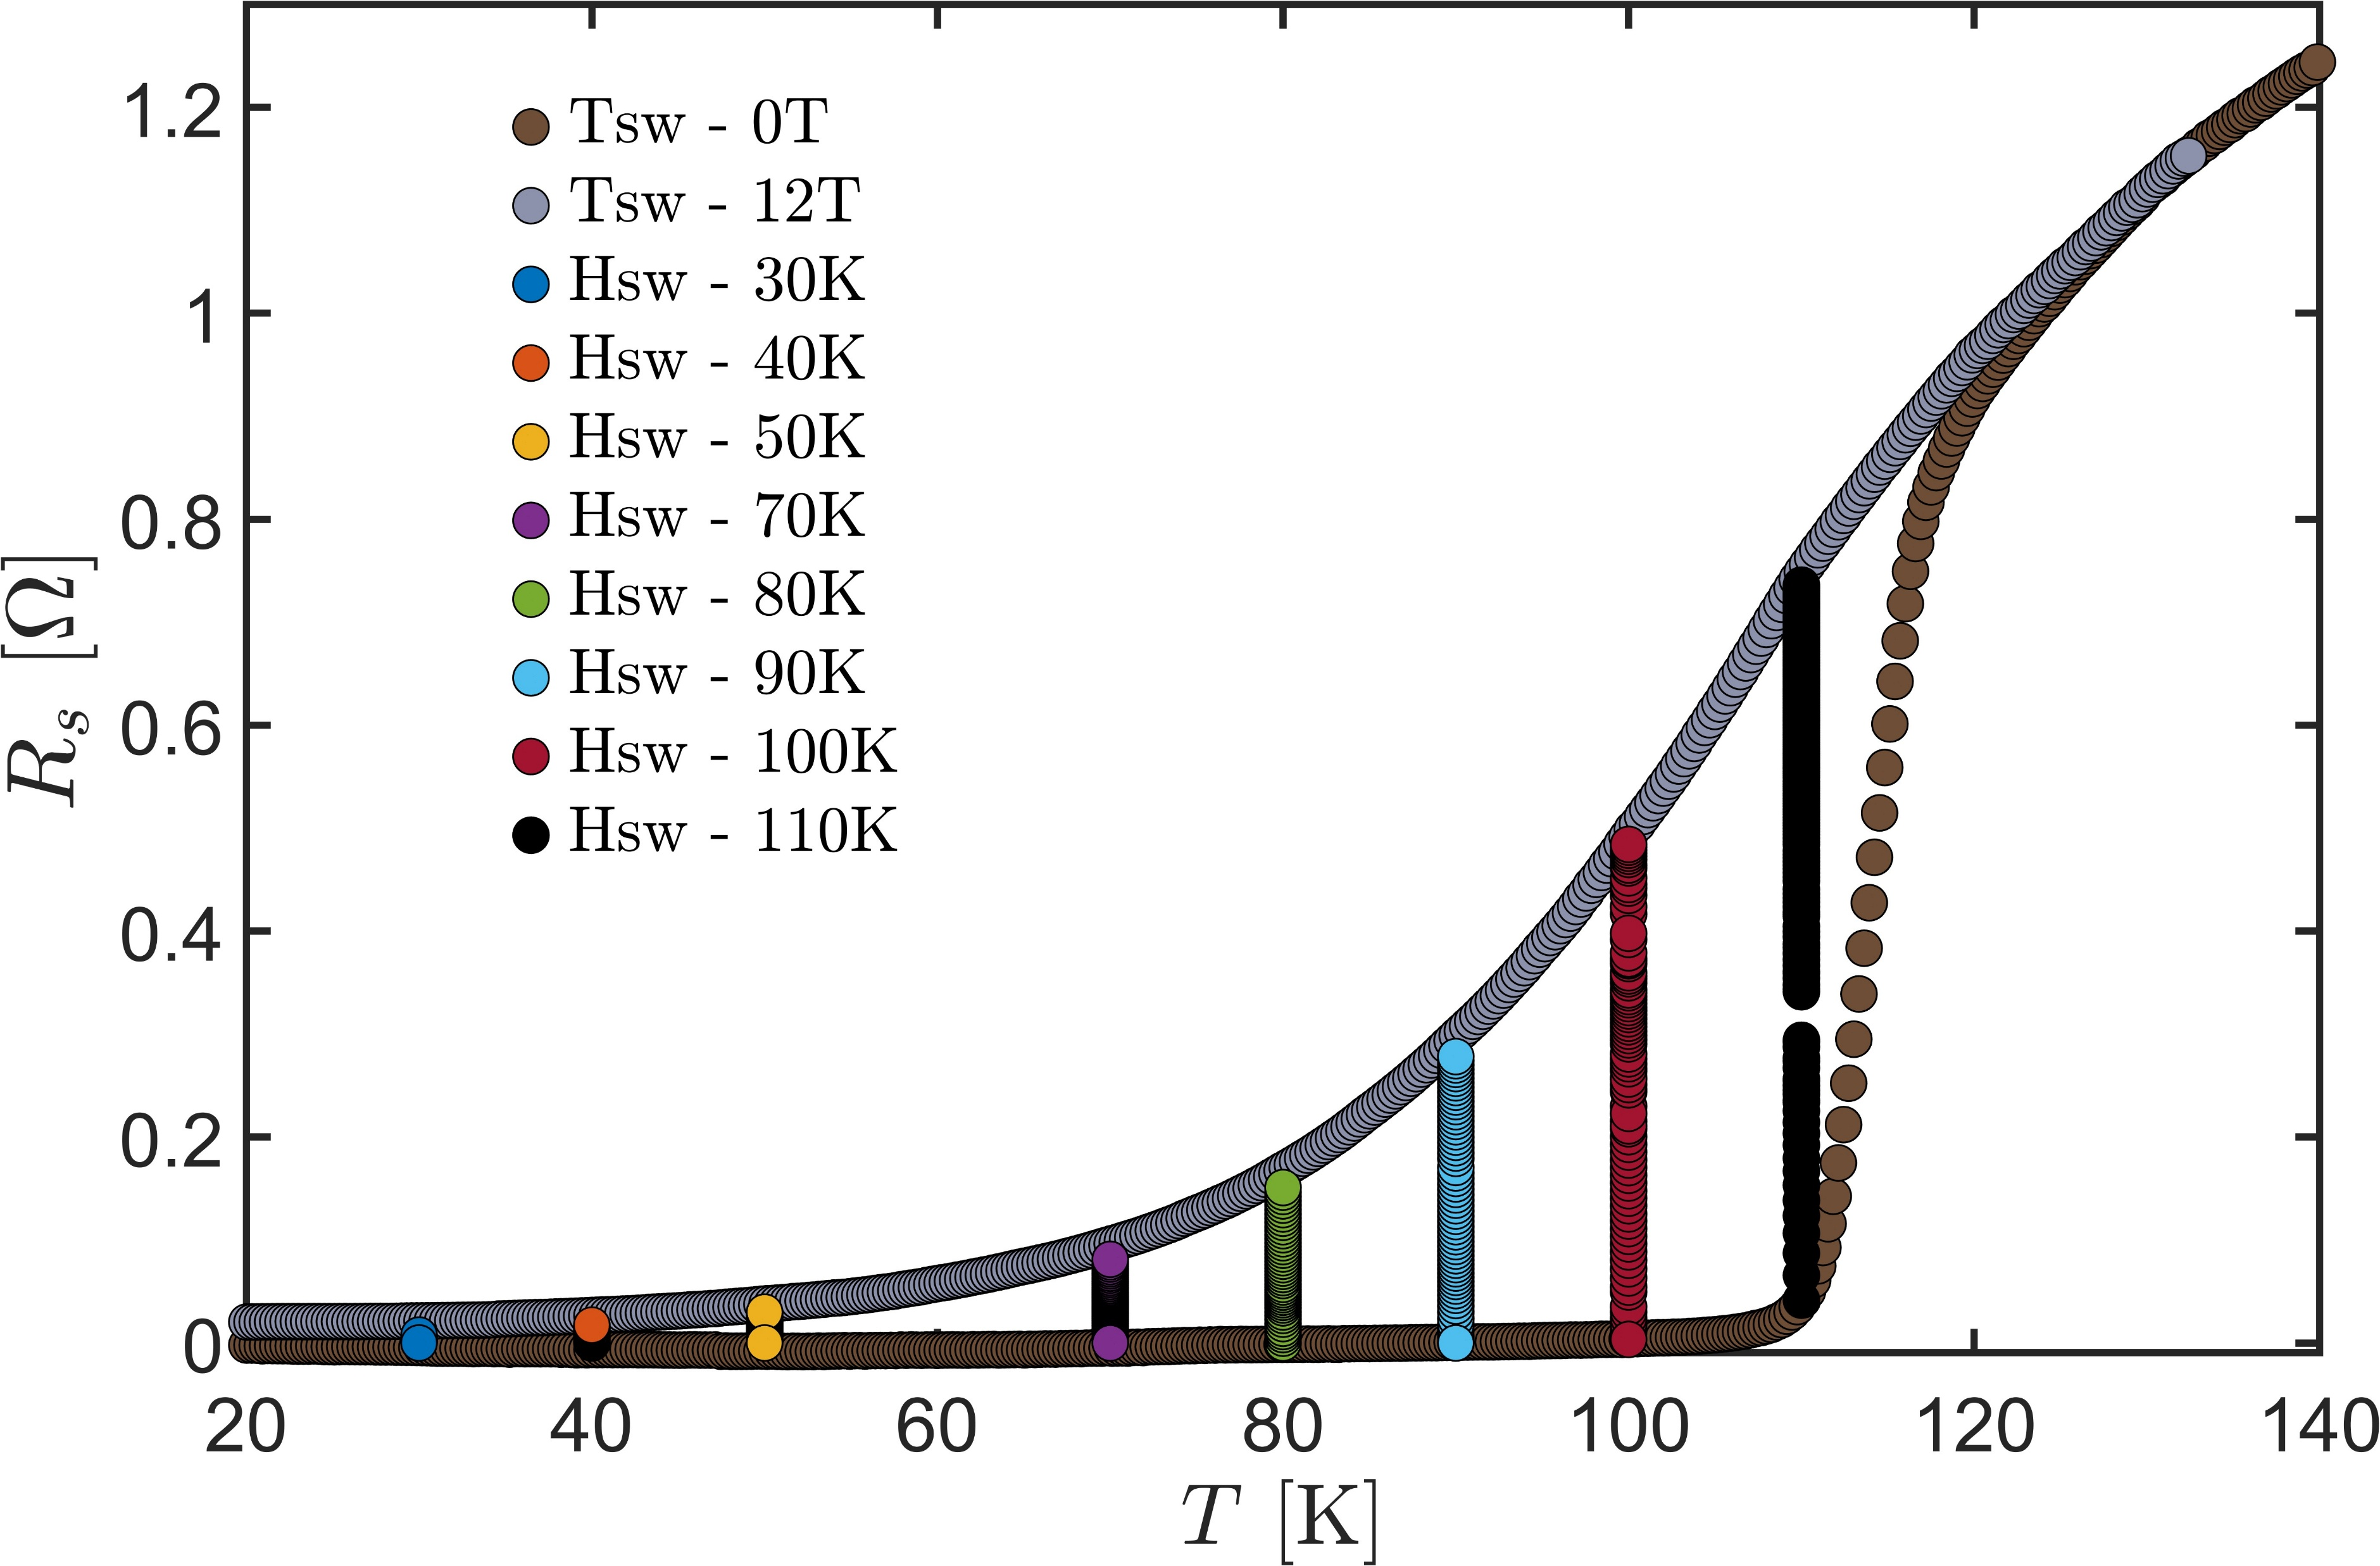 1.2
1
0.8
0.6
0.4
0.2
0
R_s [Ω]
Tsw - 0T
Tsw - 12T
Hsw - 30K
Hsw - 40K
Hsw - 50K
Hsw - 70K
Hsw - 80K
Hsw - 90K
Hsw - 100K
Hsw - 110K
20 40 60 80 100 120 140
T [K]